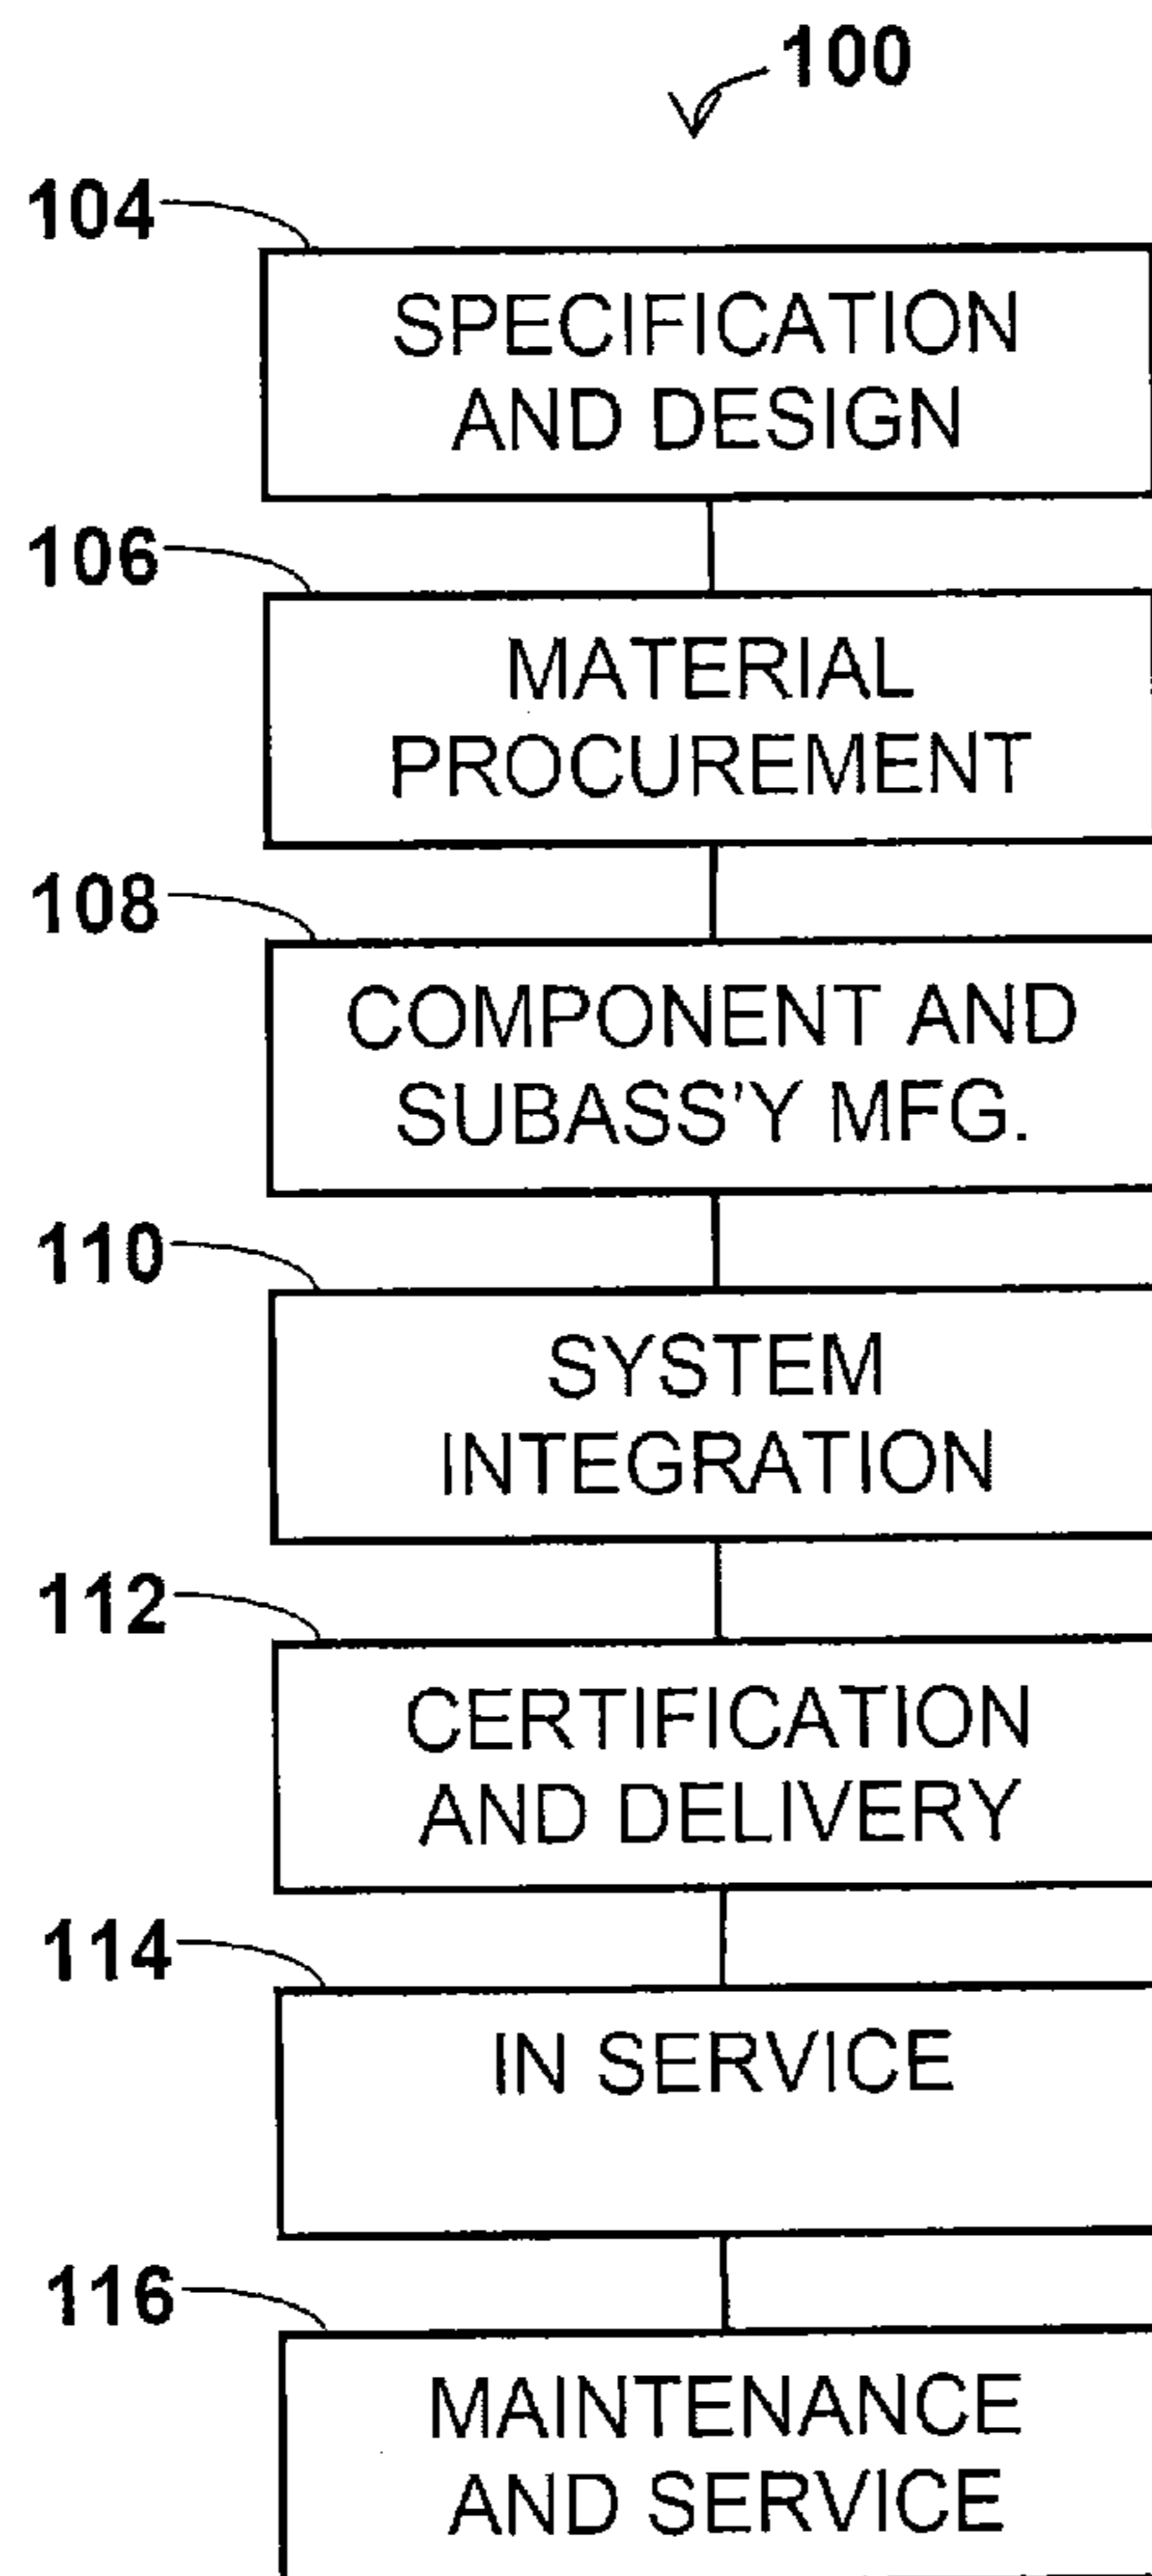 100
104
SPECIFICATION
AND DESIGN
106
MATERIAL
PROCUREMENT
108
COMPONENT AND
SUBASS'Y MFG.
110
SYSTEM
INTEGRATION
112
CERTIFICATION
AND DELIVERY
114
IN SERVICE
116
MAINTENANCE
AND SERVICE